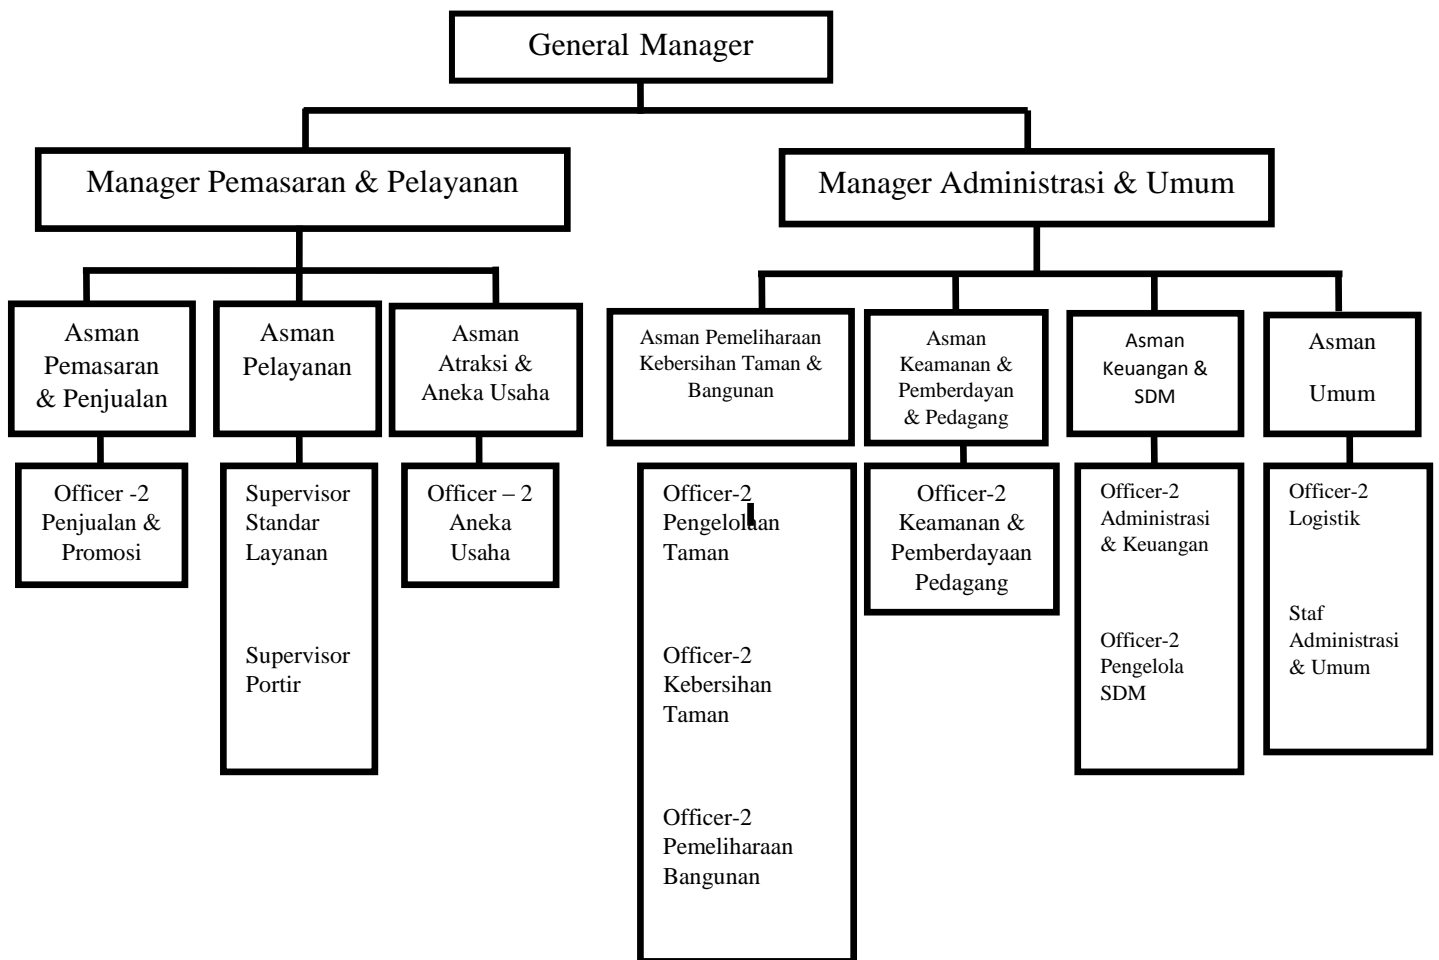 General Manager
Manager Pemasaran & Pelayanan
Manager Administrasi & Umum
Asman
Pemasaran
& Penjualan
Asman
Pelayanan
Asman
Atraksi &
Aneka Usaha
Asman Pemeliharaan
Kebersihan Taman &
Bangunan
Asman
Keamanan &
Pemberdayan
& Pedagang
Asman
Keuangan &
SDM
Asman
Umum
Officer -2
Penjualan &
Promosi
Supervisor
Standar
Layanan
Supervisor
Portir
Officer – 2
Aneka
Usaha
Officer-2
Pengelolaan
Taman
Officer-2
Kebersihan
Taman
Officer-2
Pemeliharaan
Bangunan
Officer-2
Keamanan &
Pemberdayaan
Pedagang
Officer-2
Administrasi
& Keuangan
Officer-2
Pengelola
SDM
Officer-2
Logistik
Staf
Administrasi
& Umum